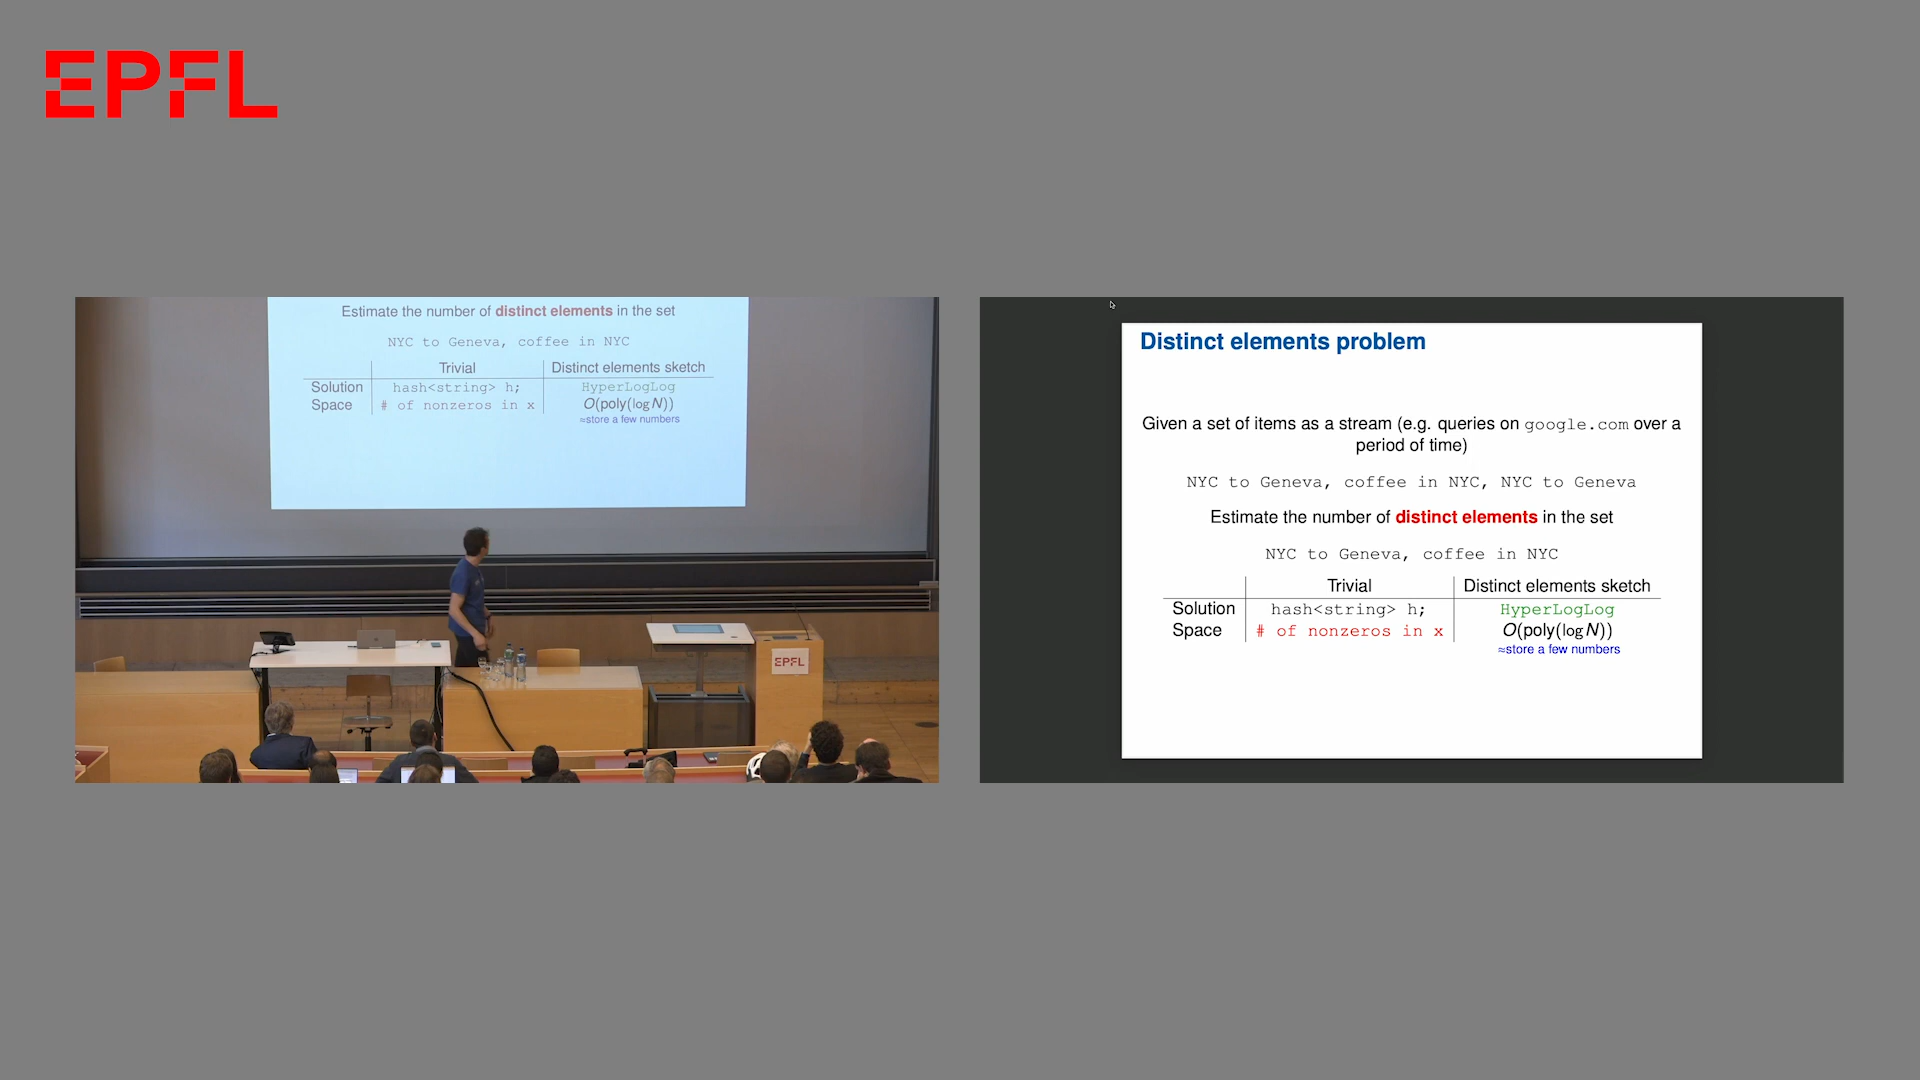 EPFL
Estimate the number of distinct elements in the set
NYC to Geneva, coffee in NYC
Trivial Distinct elements sketch
Solution hash<string> h; HyperLogLog
Space # of nonzeros in x O(poly(log N))
≈store a few numbers
EPFL
Distinct elements problem
Given a set of items as a stream (e.g. queries on google.com over a
period of time)
NYC to Geneva, coffee in NYC, NYC to Geneva
Estimate the number of distinct elements in the set
NYC to Geneva, coffee in NYC
Trivial Distinct elements sketch
Solution hash<string> h; HyperLogLog
Space # of nonzeros in x O(poly(log N))
≈store a few numbers